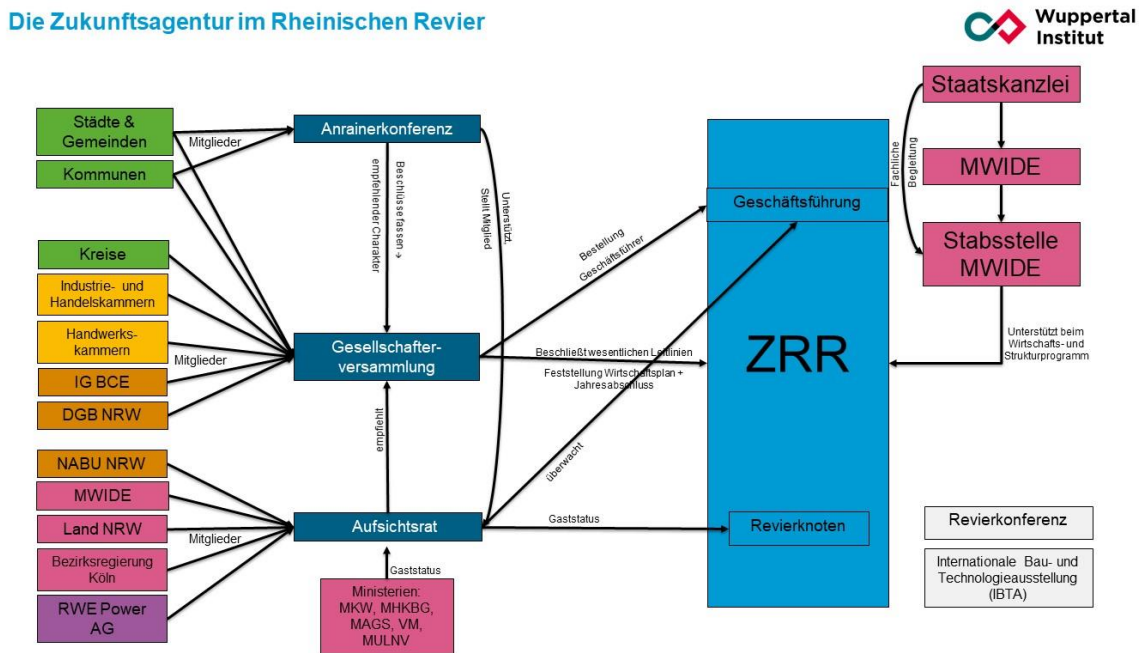 Die Zukunftsagentur im Rheinischen Revier
Wuppertal
Institut
Städte &
Gemeinden
Kommunen
Mitglieder
Anrainerkonferenz
Beschlüsse fassen →
empfehlender Charakter
Unterstützt,
Stellt Mitglied
Kreise
Industrie- und
Handelskammern
Handwerks-
kammern
IG BCE
DGB NRW
Mitglieder
Gesellschafter-
versammlung
empfiehlt
NABU NRW
MWIDE
Land NRW
Bezirksregierung
Köln
RWE Power
AG
Mitglieder
Aufsichtsrat
Gaststatus
Ministerien:
MKW, MHKBG,
MAGS, VM,
MULNV
Bestellung
Geschäftsführer
Beschließt wesentlichen Leitlinien
Feststellung Wirtschaftsplan +
Jahresabschluss
überwacht
Gaststatus
Geschäftsführung
ZRR
Revierknoten
Staatskanzlei
Fachliche
Begleitung
MWIDE
Stabsstelle
MWIDE
Unterstützt beim
Wirtschafts- und
Strukturprogramm
Revierkonferenz
Internationale Bau- und
Technologieausstellung
(IBTA)